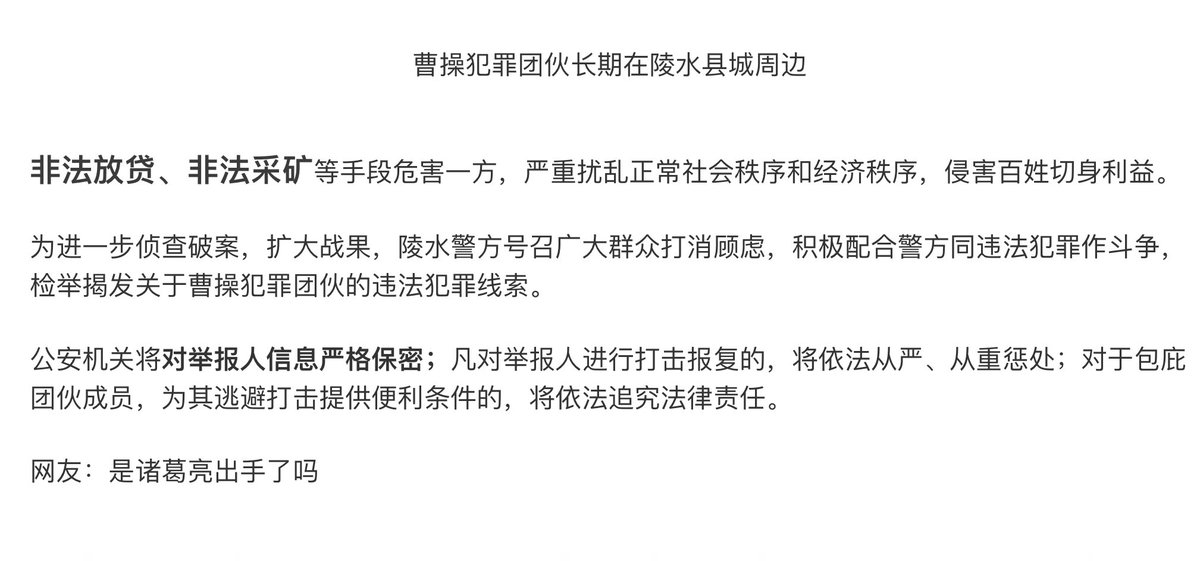 曹操犯罪团伙长期在陵水县城周边
非法放贷、非法采矿等手段危害一方，严重扰乱正常社会秩序和经济秩序，侵害百姓切身利益。
为进一步侦查破案，扩大战果，陵水警方号召广大群众打消顾虑，积极配合警方同违法犯罪作斗争，
检举揭发关于曹操犯罪团伙的违法犯罪线索。
公安机关将对举报人信息严格保密；凡对举报人进行打击报复的，将依法从严、从重惩处；对于包庇
团伙成员，为其逃避打击提供便利条件的，将依法追究法律责任。
网友：是诸葛亮出手了吗